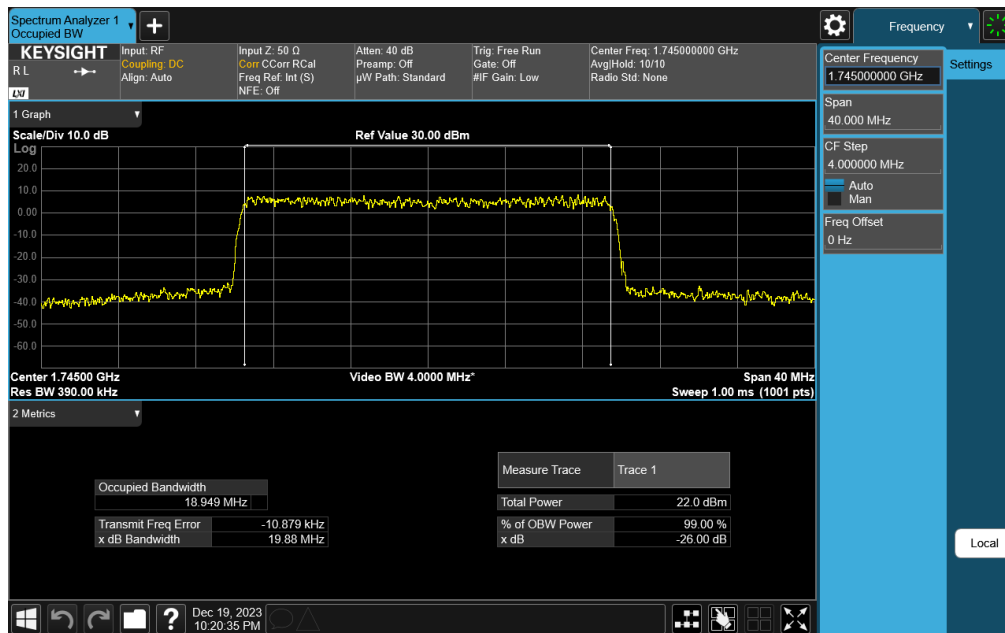 Spectrum Analyzer 1
Occupied BW
Frequency
KEYSIGHT
R L
LXI
Input: RF
Coupling: DC
Align: Auto
Input Z: 50 Ω
Corr CCorr RCal
Freq Ref: Int (S)
NFE: Off
Atten: 40 dB
Preamp: Off
µW Path: Standard
Trig: Free Run
Gate: Off
#IF Gain: Low
Center Freq: 1.745000000 GHz
Avg|Hold: 10/10
Radio Std: None
Center Frequency
1.745000000 GHz
Settings
Span
40.000 MHz
CF Step
4.000000 MHz
Auto
Man
Freq Offset
0 Hz
1 Graph
Scale/Div 10.0 dB
Ref Value 30.00 dBm
Log
20.0
10.0
0.00
-10.0
-20.0
-30.0
-40.0
-50.0
-60.0
Center 1.74500 GHz
Video BW 4.0000 MHz*
Span 40 MHz
Res BW 390.00 kHz
Sweep 1.00 ms (1001 pts)
2 Metrics
Measure Trace
Trace 1
Occupied Bandwidth
18.949 MHz
Total Power
22.0 dBm
Transmit Freq Error
-10.879 kHz
% of OBW Power
99.00 %
x dB Bandwidth
19.88 MHz
x dB
-26.00 dB
Local
?
Dec 19, 2023
10:20:35 PM